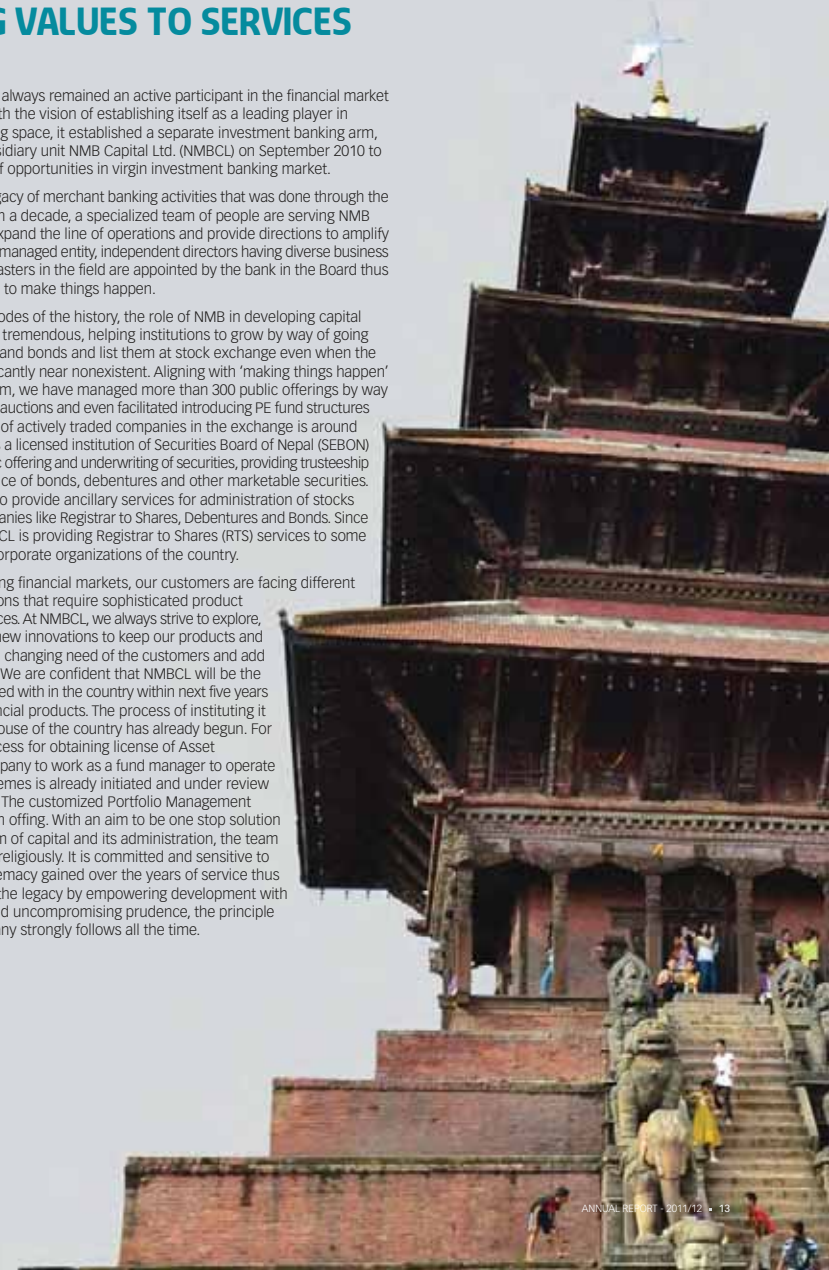 G VALUES TO SERVICES
always remained an active participant in the financial market
th the vision of establishing itself as a leading player in
g space, it established a separate investment banking arm,
sidiary unit NMB Capital Ltd. (NMBCL) on September 2010 to
f opportunities in virgin investment banking market.
gacy of merchant banking activities that was done through the
n a decade, a specialized team of people are serving NMB
xpand the line of operations and provide directions to amplify
managed entity, independent directors having diverse business
asters in the field are appointed by the bank in the Board thus
to make things happen.
odes of the history, the role of NMB in developing capital
tremendous, helping institutions to grow by way of going
and bonds and list them at stock exchange even when the
cantly near nonexistent. Aligning with ‘making things happen’
m, we have managed more than 300 public offerings by way
auctions and even facilitated introducing PE fund structures
of actively traded companies in the exchange is around
s a licensed institution of Securities Board of Nepal (SEBON)
c offering and underwriting of securities, providing trusteeship
ce of bonds, debentures and other marketable securities.
o provide ancillary services for administration of stocks
anies like Registrar to Shares, Debentures and Bonds. Since
CL is providing Registrar to Shares (RTS) services to some
orporate organizations of the country.
ng financial markets, our customers are facing different
ons that require sophisticated product
ces. At NMBCL, we always strive to explore,
new innovations to keep our products and
changing need of the customers and add
We are confident that NMBCL will be the
ed with in the country within next five years
ncial products. The process of instituting it
ouse of the country has already begun. For
cess for obtaining license of Asset
pany to work as a fund manager to operate
emes is already initiated and under review
The customized Portfolio Management
n offing. With an aim to be one stop solution
n of capital and its administration, the team
religiously. It is committed and sensitive to
emacy gained over the years of service thus
the legacy by empowering development with
d uncompromising prudence, the principle
ny strongly follows all the time.
ANNUAL REPORT - 2011/12 ▪ 13